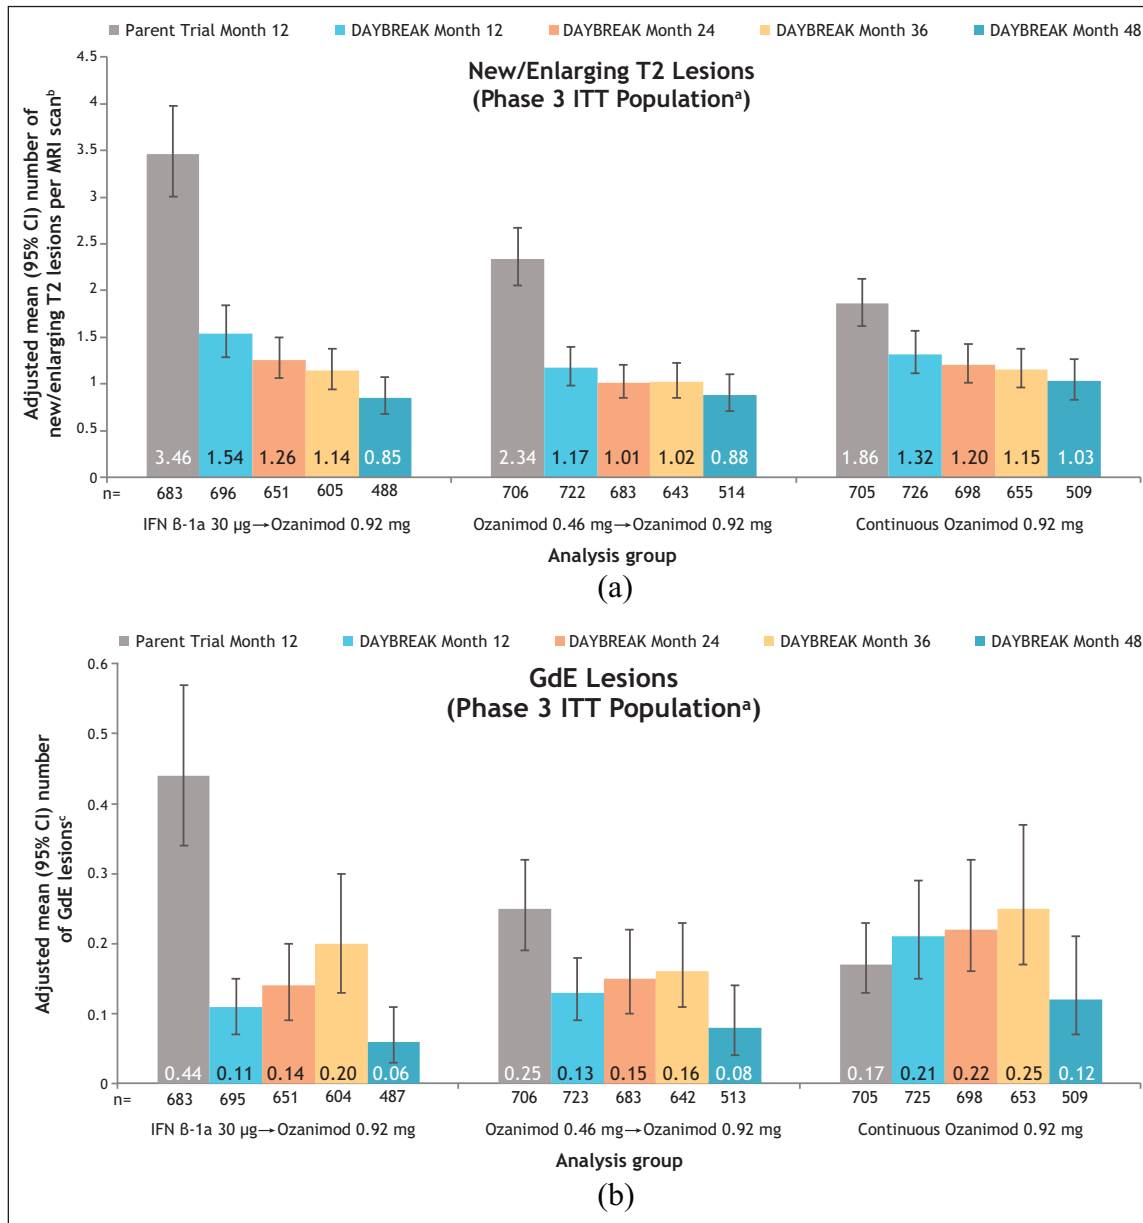 Parent Trial Month 12 DAYBREAK Month 12 DAYBREAK Month 24 DAYBREAK Month 36 DAYBREAK Month 48
New/Enlarging T2 Lesions
(Phase 3 ITT Populationᵃ)
Adjusted mean (95% CI) number of
new/enlarging T2 lesions per MRI scanᵇ
4.5
4
3.5
3
2.5
2
1.5
1
0.5
0
3.46 1.54 1.26 1.14 0.85 2.34 1.17 1.01 1.02 0.88 1.86 1.32 1.20 1.15 1.03
n= 683 696 651 605 488 706 722 683 643 514 705 726 698 655 509
IFN ß-1a 30 µg→Ozanimod 0.92 mg Ozanimod 0.46 mg→Ozanimod 0.92 mg Continuous Ozanimod 0.92 mg
Analysis group
(a)
Parent Trial Month 12 DAYBREAK Month 12 DAYBREAK Month 24 DAYBREAK Month 36 DAYBREAK Month 48
GdE Lesions
(Phase 3 ITT Populationᵃ)
Adjusted mean (95% CI) number
of GdE lesionsᶜ
0.6
0.5
0.4
0.3
0.2
0.1
0
0.44 0.11 0.14 0.20 0.06 0.25 0.13 0.15 0.16 0.08 0.17 0.21 0.22 0.25 0.12
n= 683 695 651 604 487 706 723 683 642 513 705 725 698 653 509
IFN ß-1a 30 µg→Ozanimod 0.92 mg Ozanimod 0.46 mg→Ozanimod 0.92 mg Continuous Ozanimod 0.92 mg
Analysis group
(b)